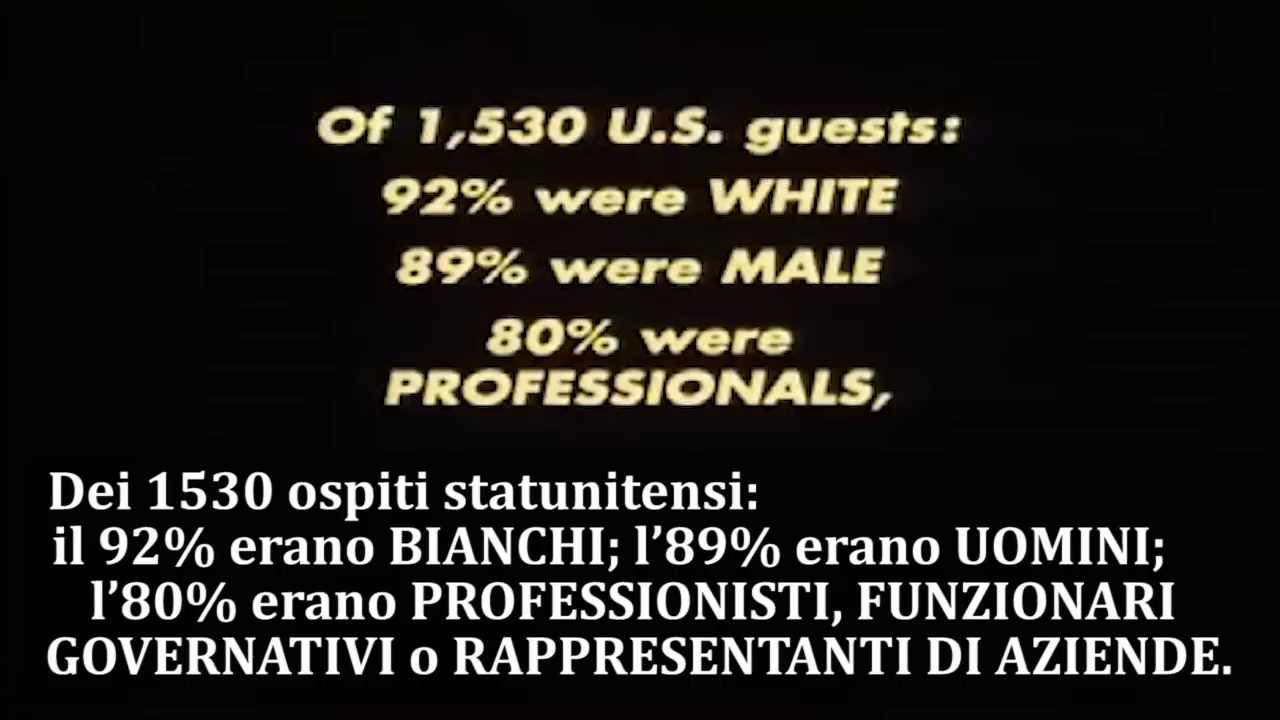 Of 1,530 U.S. guests:
92% were WHITE
89% were MALE
80% were
PROFESSIONALS,
Dei 1530 ospiti statunitensi:
il 92% erano BIANCHI; l’89% erano UOMINI;
l’80% erano PROFESSIONISTI, FUNZIONARI
GOVERNATIVI o RAPPRESENTANTI DI AZIENDE.